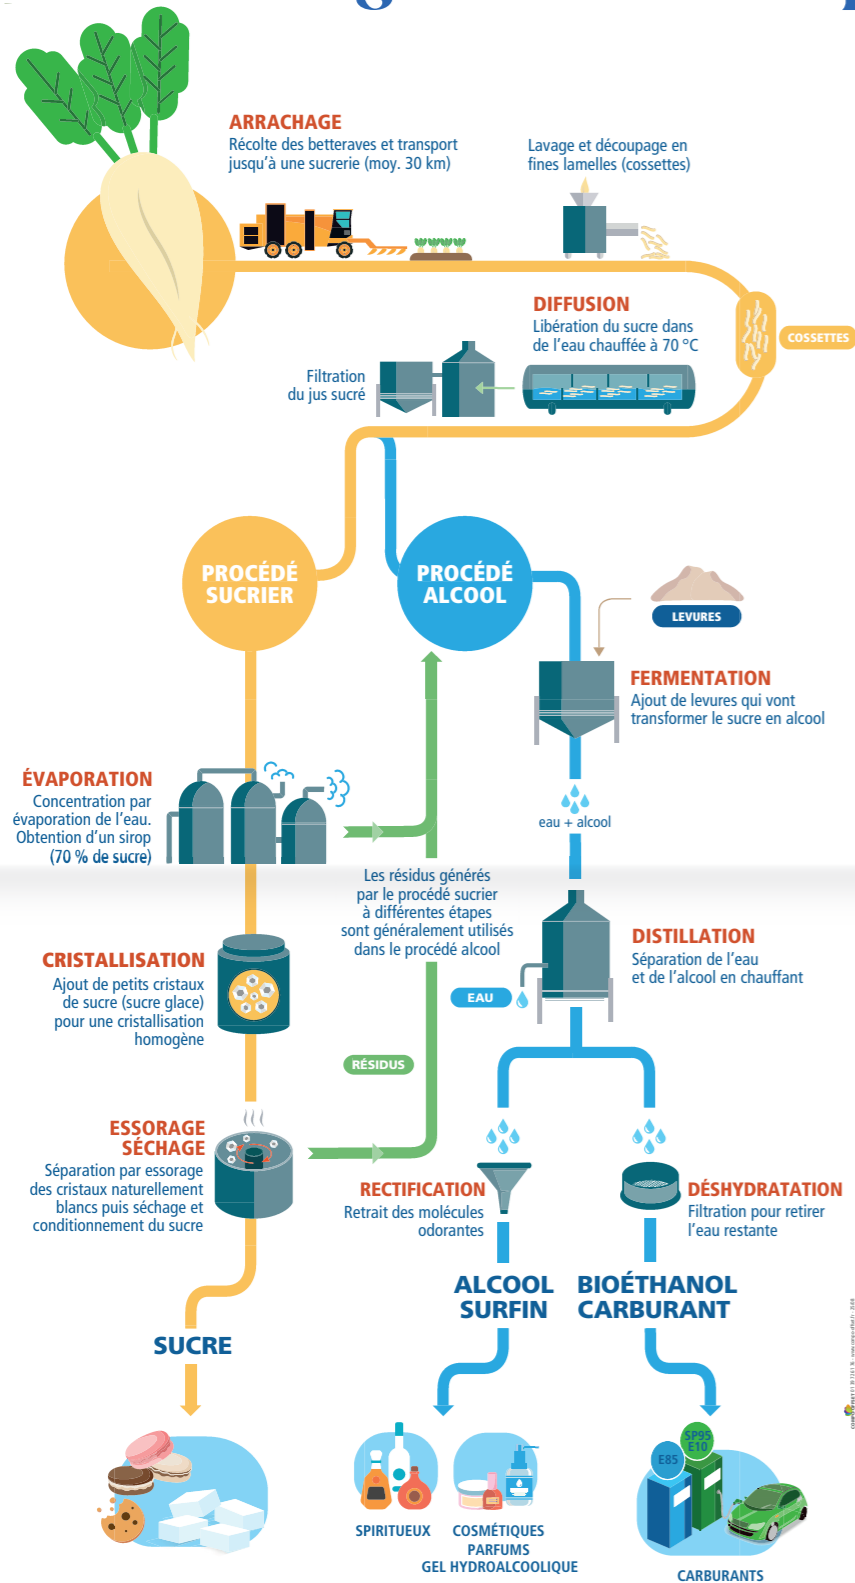 ARRACHAGE
Récolte des betteraves et transport
jusqu'à une sucrerie (moy. 30 km)
Lavage et découpage en
fines lamelles (cossettes)
COSSETTES
DIFFUSION
Libération du sucre dans
de l'eau chauffée à 70 °C
Filtration
du jus sucré
PROCÉDÉ
SUCRIER
PROCÉDÉ
ALCOOL
LEVURES
FERMENTATION
Ajout de levures qui vont
transformer le sucre en alcool
eau + alcool
ÉVAPORATION
Concentration par
évaporation de l'eau.
Obtention d'un sirop
(70 % de sucre)
Les résidus générés
par le procédé sucrier
à différentes étapes
sont généralement utilisés
dans le procédé alcool
DISTILLATION
Séparation de l'eau
et de l'alcool en chauffant
EAU
CRISTALLISATION
Ajout de petits cristaux
de sucre (sucre glace)
pour une cristallisation
homogène
RÉSIDUS
ESSORAGE
SÉCHAGE
Séparation par essorage
des cristaux naturellement
blancs puis séchage et
conditionnement du sucre
RECTIFICATION
Retrait des molécules
odorantes
DÉSHYDRATATION
Filtration pour retirer
l'eau restante
ALCOOL
SURFIN
BIOÉTHANOL
CARBURANT
SUCRE
E85
SP95
E10
SPIRITUEUX
COSMÉTIQUES
PARFUMS
GEL HYDROALCOOLIQUE
CARBURANTS